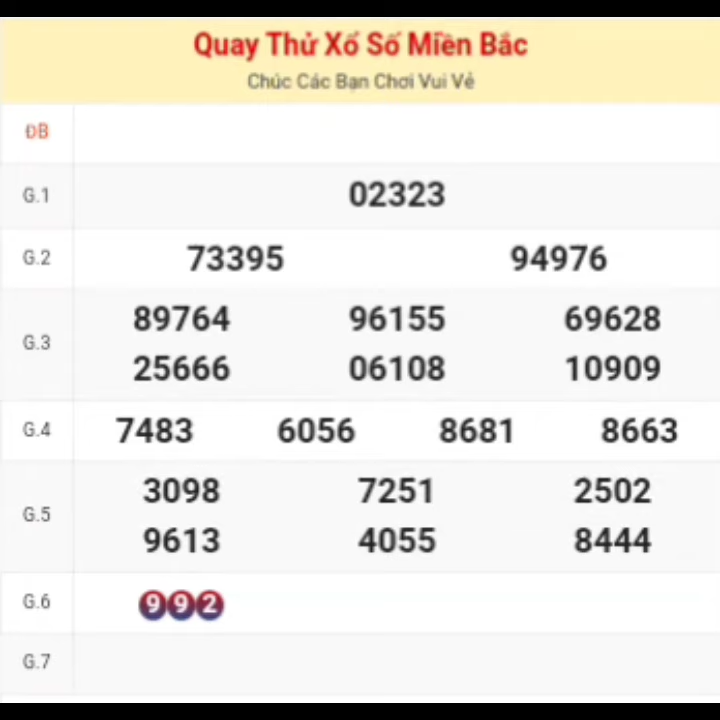 Quay Thử Xổ Số Miền Bắc
Chúc Các Bạn Chơi Vui Vẻ
ĐB
G.1 02323
G.2 73395 94976
G.3 89764 96155 69628
25666 06108 10909
G.4 7483 6056 8681 8663
G.5 3098 7251 2502
9613 4055 8444
G.6 992
G.7